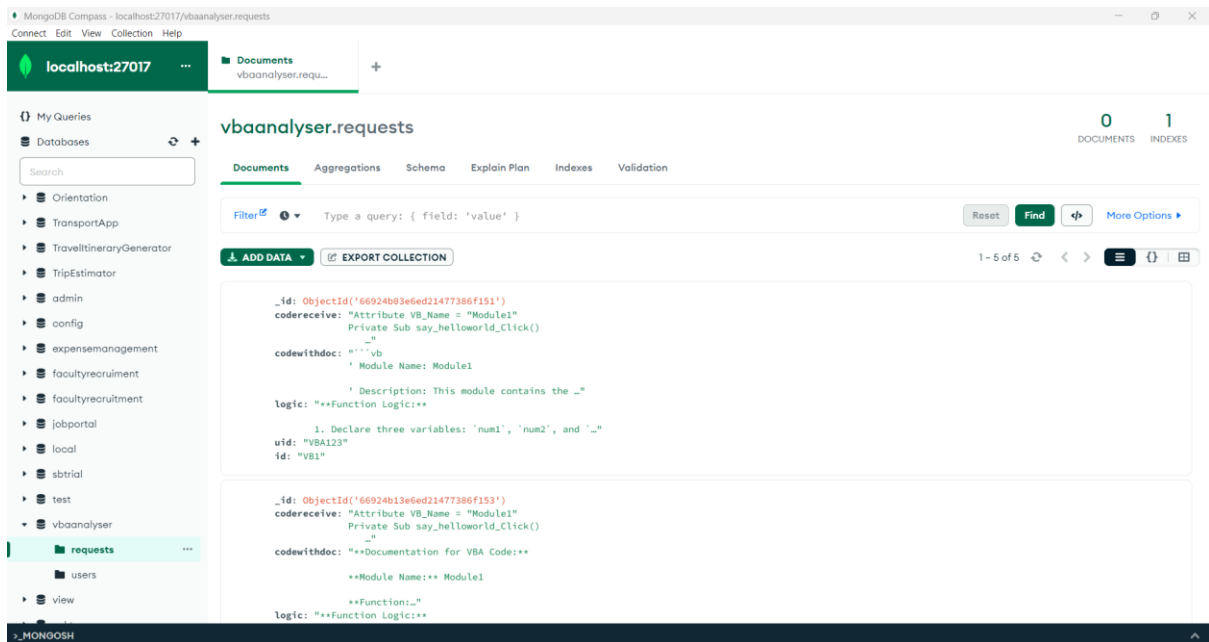 MongoDB Compass - localhost:27017/vbaanalyser.requests
Connect Edit View Collection Help
localhost:27017 ...
Documents
vbaanalyser.requ...
+
{} My Queries
Databases
Search
Orientation
TransportApp
TravelItineraryGenerator
TripEstimator
admin
config
expensemanagement
facultyrecruiment
facultyrecruitment
jobportal
local
sbtrial
test
vbaanalyser
requests ...
users
view
vbaanalyser.requests
0
DOCUMENTS
1
INDEXES
Documents Aggregations Schema Explain Plan Indexes Validation
Filter Type a query: { field: 'value' } Reset Find </> More Options
ADD DATA EXPORT COLLECTION 1 – 5 of 5 < > {}
_id: ObjectId('66924b03e6ed21477386f151')
codereceive: "Attribute VB_Name = "Module1"
Private Sub say_helloworld_Click()
…"
codewithdoc: "```vb
' Module Name: Module1
' Description: This module contains the …"
logic: "**Function Logic:**
1. Declare three variables: `num1`, `num2`, and `…"
uid: "VBA123"
id: "VB1"
_id: ObjectId('66924b13e6ed21477386f153')
codereceive: "Attribute VB_Name = "Module1"
Private Sub say_helloworld_Click()
…"
codewithdoc: "**Documentation for VBA Code:**
**Module Name:** Module1
**Function:…"
logic: "**Function Logic:**
>_MONGOSH